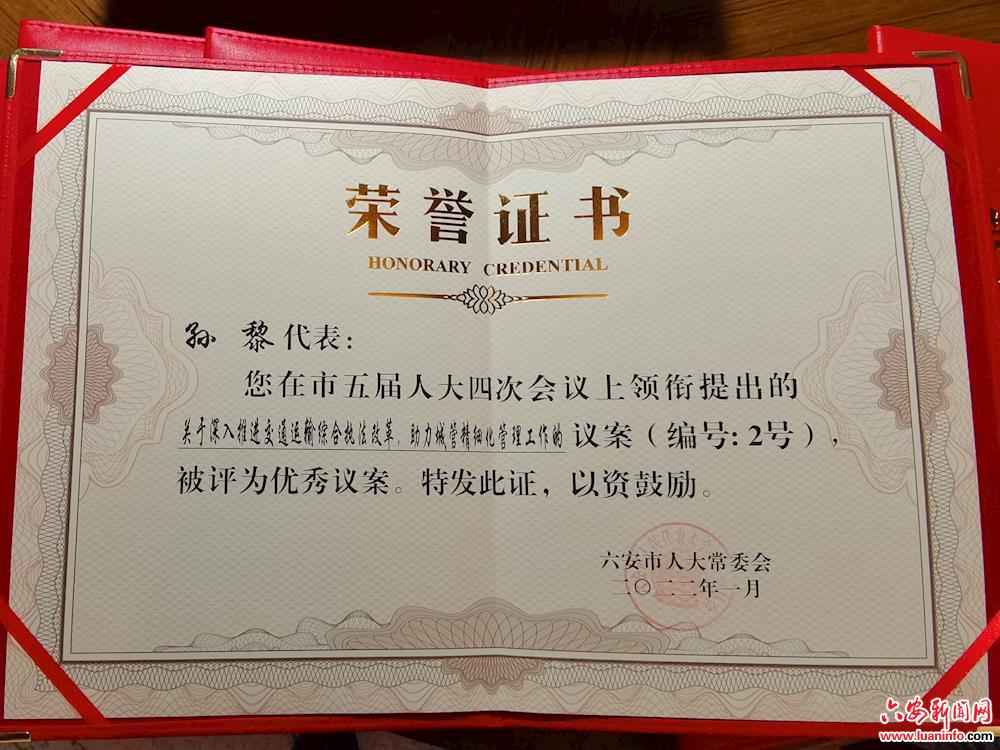 荣誉证书
HONORARY CREDENTIAL
孙 黎代表:
您在市五届人大四次会议上领衔提出的
关于深入推进交通运输综合执法改革,助力城管精细化管理工作的议案(编号:2号),
被评为优秀议案。特发此证,以资鼓励。
六安市人大常委会
二〇二二年一月
六安新闻网
www.luaninfo.com